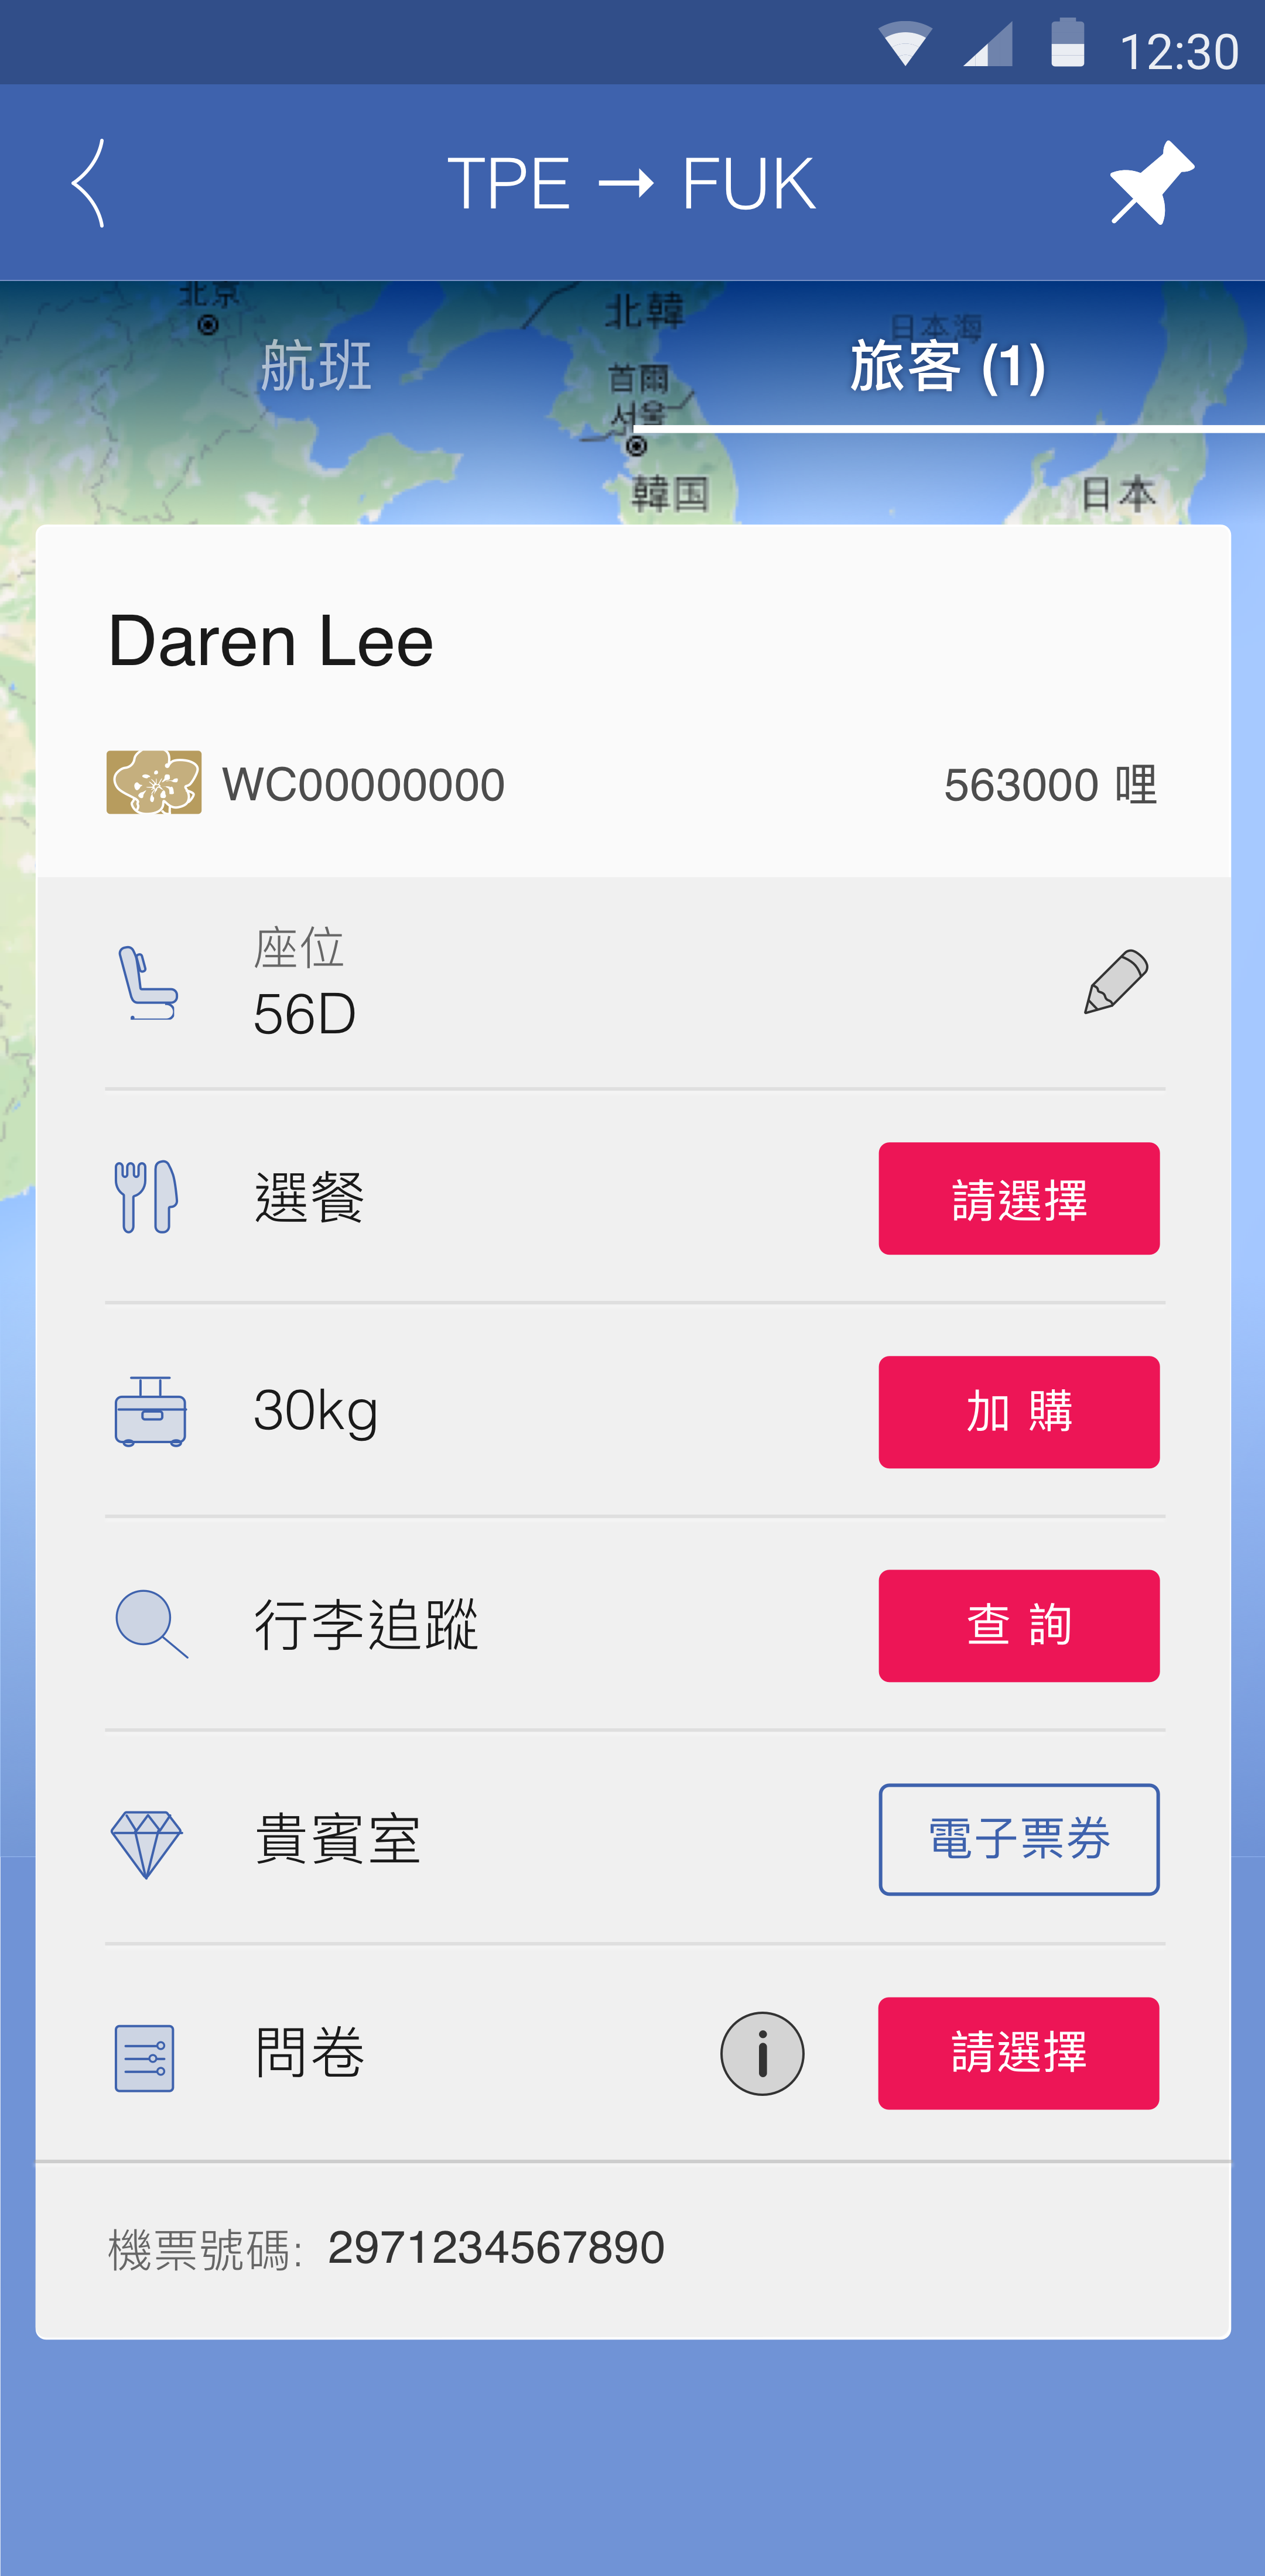 12:30
TPE → FUK
北京
北韓
日本海
航班
首爾
旅客 (1)
서울
韓国
日本
Daren Lee
WC00000000
563000 哩
座位
56D
選餐
請選擇
30kg
加 購
行李追蹤
查 詢
貴賓室
電子票券
問卷
請選擇
機票號碼: 2971234567890